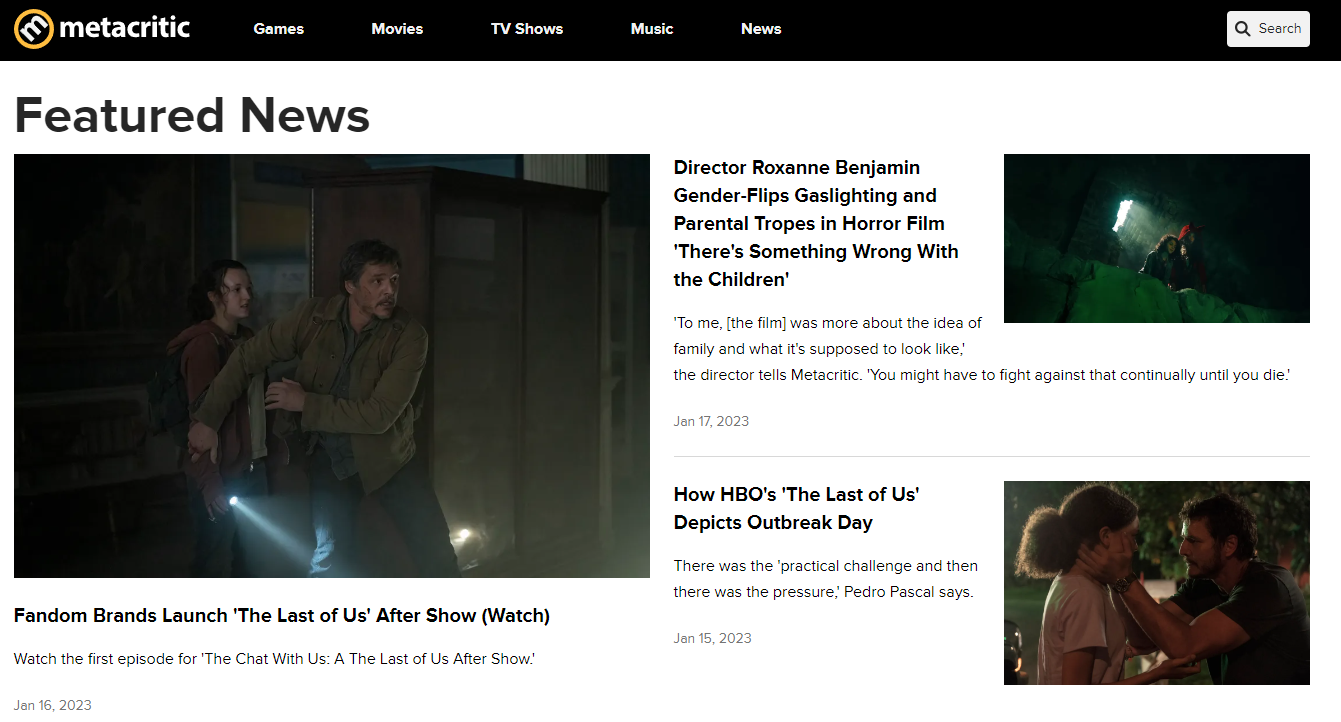 metacritic
Games
Movies
TV Shows
Music
News
Search
Featured News
Fandom Brands Launch 'The Last of Us' After Show (Watch)
Watch the first episode for 'The Chat With Us: A The Last of Us After Show.'
Jan 16, 2023
Director Roxanne Benjamin
Gender-Flips Gaslighting and
Parental Tropes in Horror Film
'There's Something Wrong With
the Children'
'To me, [the film] was more about the idea of
family and what it's supposed to look like,'
the director tells Metacritic. 'You might have to fight against that continually until you die.'
Jan 17, 2023
How HBO's 'The Last of Us'
Depicts Outbreak Day
There was the 'practical challenge and then
there was the pressure,' Pedro Pascal says.
Jan 15, 2023